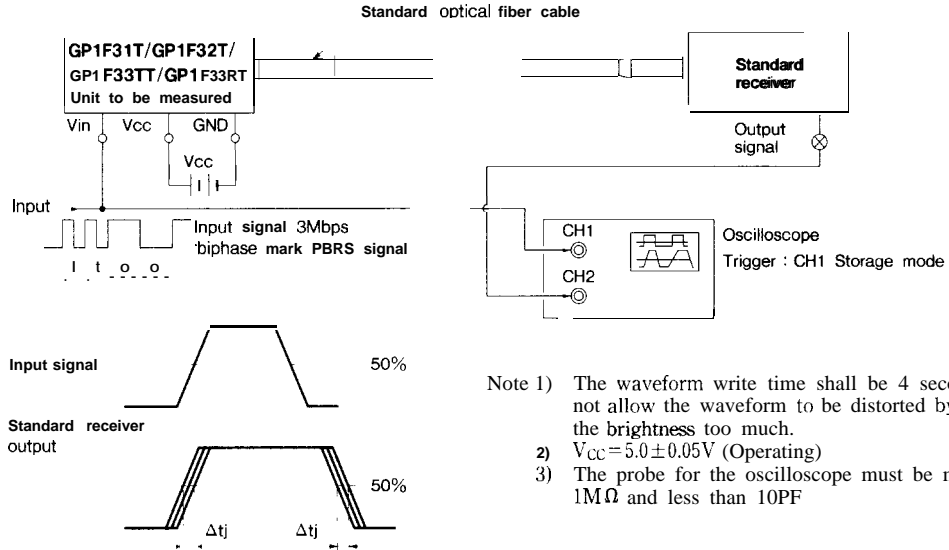 Standard optical fiber cable
GP1F31T/GP1F32T/
GP1F33TT/GP1F33RT
Unit to be measured
Standard
receiver
Vin Vcc GND
Vcc
Output
signal
Input
Input signal 3Mbps
biphase mark PBRS signal
I t o o
CH1
CH2
Oscilloscope
Trigger : CH1 Storage mode
Input signal
50%
Standard receiver
output
50%
Δtj Δtj
Note 1) The waveform write time shall be 4
not allow the waveform to be distorted
the brightness too much.
2) VCC=5.0±0.05V (Operating)
3) The probe for the oscilloscope must be
1MΩ and less than 10PF